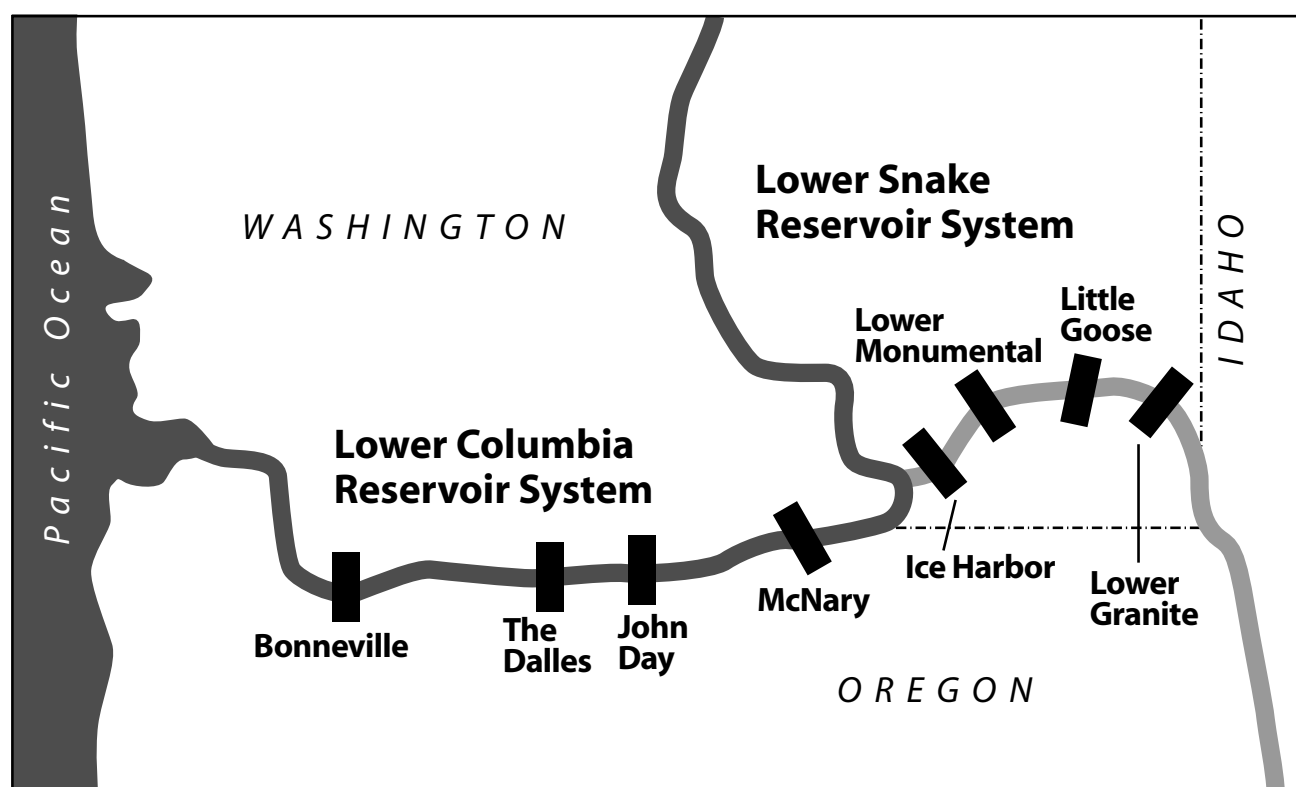 Pacific Ocean
WASHINGTON
Lower Snake
Reservoir System
IDAHO
Little
Goose
Lower
Monumental
Lower Columbia
Reservoir System
Ice Harbor
Lower
Granite
McNary
John
Day
The
Dalles
Bonneville
OREGON